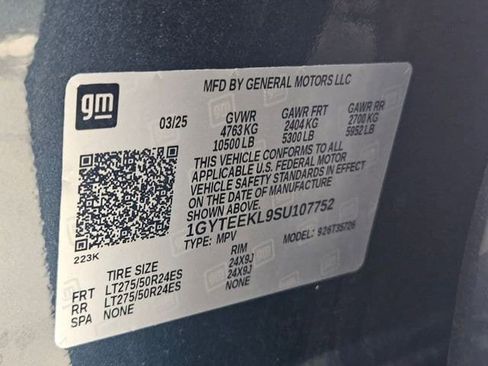 gm
MFD BY GENERAL MOTORS LLC
03/25 GVWR GAWR FRT GAWR RR
4763 KG 2404 KG 2700 KG
10500 LB 5300 LB 5952 LB
THIS VEHICLE CONFORMS TO ALL
APPLICABLE U.S. FEDERAL MOTOR
VEHICLE SAFETY STANDARDS IN EFFECT
ON THE DATE OF MANUFACTURE
1GYTEEKL9SU107752
TYPE: MPV MODEL: 926T35726
223K
TIRE SIZE RIM
FRT LT275/50R24ES 24X9J
RR LT275/50R24ES 24X9J
SPA NONE NONE